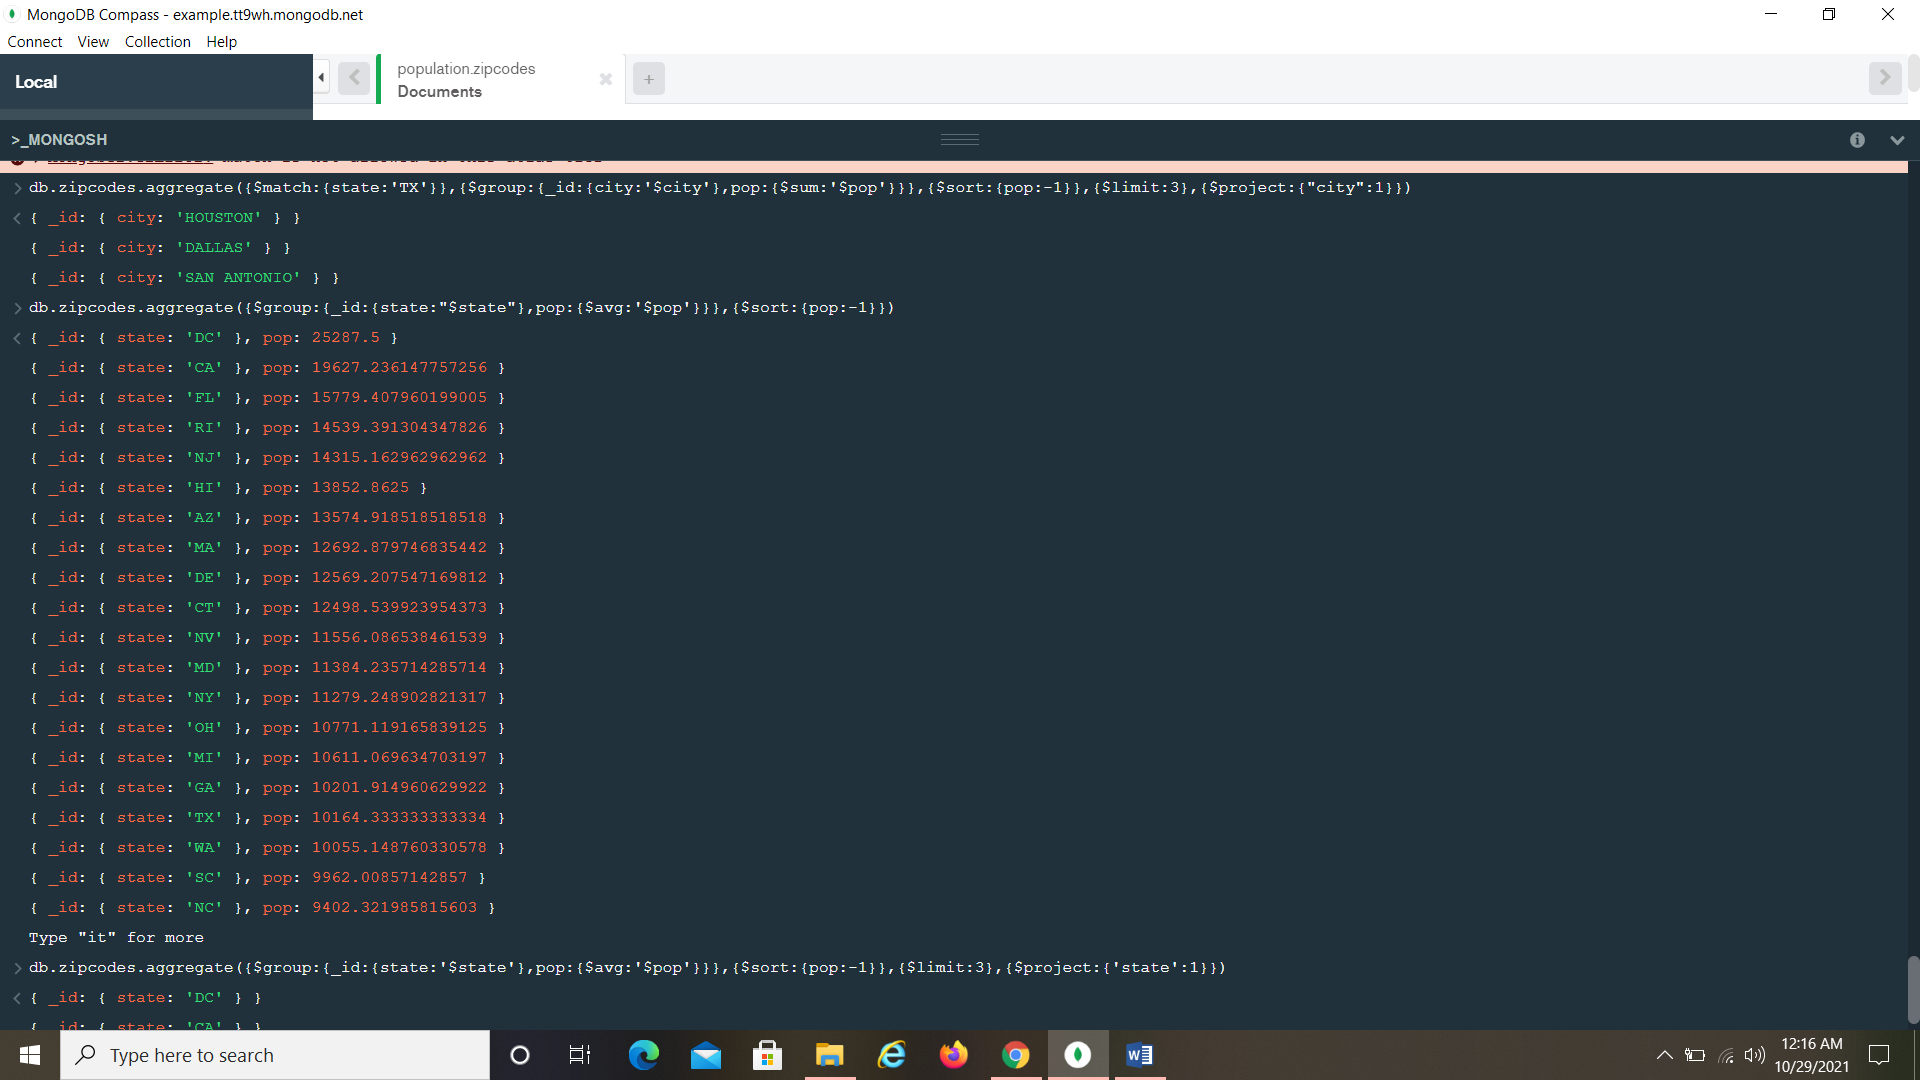 MongoDB Compass - example.tt9wh.mongodb.net
Connect View Collection Help
Local
population.zipcodes
Documents
>_MONGOSH
db.zipcodes.aggregate({$match:{state:'TX'}},{$group:{_id:{city:'$city'},pop:{$sum:'$pop'}}},{$sort:{pop:-1}},{$limit:3},{$project:{"city":1}})
{ _id: { city: 'HOUSTON' } }
{ _id: { city: 'DALLAS' } }
{ _id: { city: 'SAN ANTONIO' } }
db.zipcodes.aggregate({$group:{_id:{state:"$state"},pop:{$avg:'$pop'}}},{$sort:{pop:-1}})
{ _id: { state: 'DC' }, pop: 25287.5 }
{ _id: { state: 'CA' }, pop: 19627.236147757256 }
{ _id: { state: 'FL' }, pop: 15779.407960199005 }
{ _id: { state: 'RI' }, pop: 14539.391304347826 }
{ _id: { state: 'NJ' }, pop: 14315.162962962962 }
{ _id: { state: 'HI' }, pop: 13852.8625 }
{ _id: { state: 'AZ' }, pop: 13574.918518518518 }
{ _id: { state: 'MA' }, pop: 12692.879746835442 }
{ _id: { state: 'DE' }, pop: 12569.207547169812 }
{ _id: { state: 'CT' }, pop: 12498.539923954373 }
{ _id: { state: 'NV' }, pop: 11556.086538461539 }
{ _id: { state: 'MD' }, pop: 11384.235714285714 }
{ _id: { state: 'NY' }, pop: 11279.248902821317 }
{ _id: { state: 'OH' }, pop: 10771.119165839125 }
{ _id: { state: 'MI' }, pop: 10611.069634703197 }
{ _id: { state: 'GA' }, pop: 10201.914960629922 }
{ _id: { state: 'TX' }, pop: 10164.333333333334 }
{ _id: { state: 'WA' }, pop: 10055.148760330578 }
{ _id: { state: 'SC' }, pop: 9962.00857142857 }
{ _id: { state: 'NC' }, pop: 9402.321985815603 }
Type "it" for more
db.zipcodes.aggregate({$group:{_id:{state:'$state'},pop:{$avg:'$pop'}}},{$sort:{pop:-1}},{$limit:3},{$project:{'state':1}})
{ _id: { state: 'DC' } }
{ _id: { state: 'CA' } }
Type here to search
12:16 AM
10/29/2021